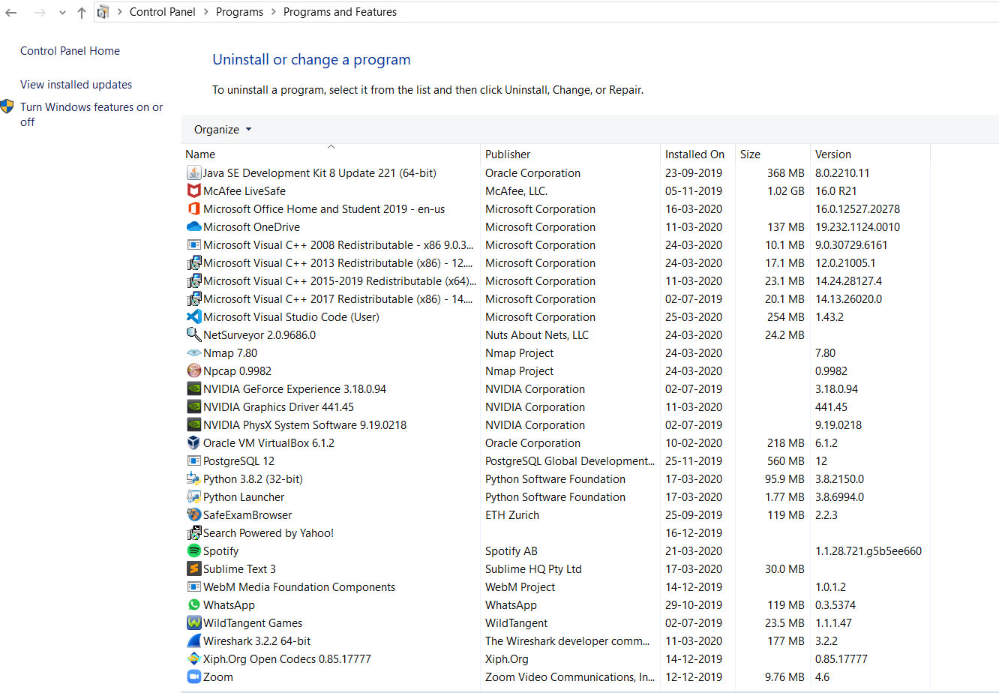 Control Panel > Programs > Programs and Features
Control Panel Home
View installed updates
Turn Windows features on or
off
Uninstall or change a program
To uninstall a program, select it from the list and then click Uninstall, Change, or Repair.
Organize
Name Publisher Installed On Size Version
Java SE Development Kit 8 Update 221 (64-bit) Oracle Corporation 23-09-2019 368 MB 8.0.2210.11
McAfee LiveSafe McAfee, LLC. 05-11-2019 1.02 GB 16.0 R21
Microsoft Office Home and Student 2019 - en-us Microsoft Corporation 16-03-2020 16.0.12527.20278
Microsoft OneDrive Microsoft Corporation 11-03-2020 137 MB 19.232.1124.0010
Microsoft Visual C++ 2008 Redistributable - x86 9.0.3... Microsoft Corporation 24-03-2020 10.1 MB 9.0.30729.6161
Microsoft Visual C++ 2013 Redistributable (x86) - 12.... Microsoft Corporation 24-03-2020 17.1 MB 12.0.21005.1
Microsoft Visual C++ 2015-2019 Redistributable (x64)... Microsoft Corporation 11-03-2020 23.1 MB 14.24.28127.4
Microsoft Visual C++ 2017 Redistributable (x86) - 14.... Microsoft Corporation 02-07-2019 20.1 MB 14.13.26020.0
Microsoft Visual Studio Code (User) Microsoft Corporation 25-03-2020 254 MB 1.43.2
NetSurveyor 2.0.9686.0 Nuts About Nets, LLC 24-03-2020 24.2 MB
Nmap 7.80 Nmap Project 24-03-2020 7.80
Npcap 0.9982 Nmap Project 24-03-2020 0.9982
NVIDIA GeForce Experience 3.18.0.94 NVIDIA Corporation 02-07-2019 3.18.0.94
NVIDIA Graphics Driver 441.45 NVIDIA Corporation 11-03-2020 441.45
NVIDIA PhysX System Software 9.19.0218 NVIDIA Corporation 02-07-2019 9.19.0218
Oracle VM VirtualBox 6.1.2 Oracle Corporation 10-02-2020 218 MB 6.1.2
PostgreSQL 12 PostgreSQL Global Development... 25-11-2019 560 MB 12
Python 3.8.2 (32-bit) Python Software Foundation 17-03-2020 95.9 MB 3.8.2150.0
Python Launcher Python Software Foundation 17-03-2020 1.77 MB 3.8.6994.0
SafeExamBrowser ETH Zurich 25-09-2019 119 MB 2.2.3
Search Powered by Yahoo! 16-12-2019
Spotify Spotify AB 21-03-2020 1.1.28.721.g5b5ee660
Sublime Text 3 Sublime HQ Pty Ltd 17-03-2020 30.0 MB
WebM Media Foundation Components WebM Project 14-12-2019 1.0.1.2
WhatsApp WhatsApp 29-10-2019 119 MB 0.3.5374
WildTangent Games WildTangent 02-07-2019 23.5 MB 1.1.1.47
Wireshark 3.2.2 64-bit The Wireshark developer comm... 11-03-2020 177 MB 3.2.2
Xiph.Org Open Codecs 0.85.17777 Xiph.Org 14-12-2019 0.85.17777
Zoom Zoom Video Communications, In... 12-12-2019 9.76 MB 4.6